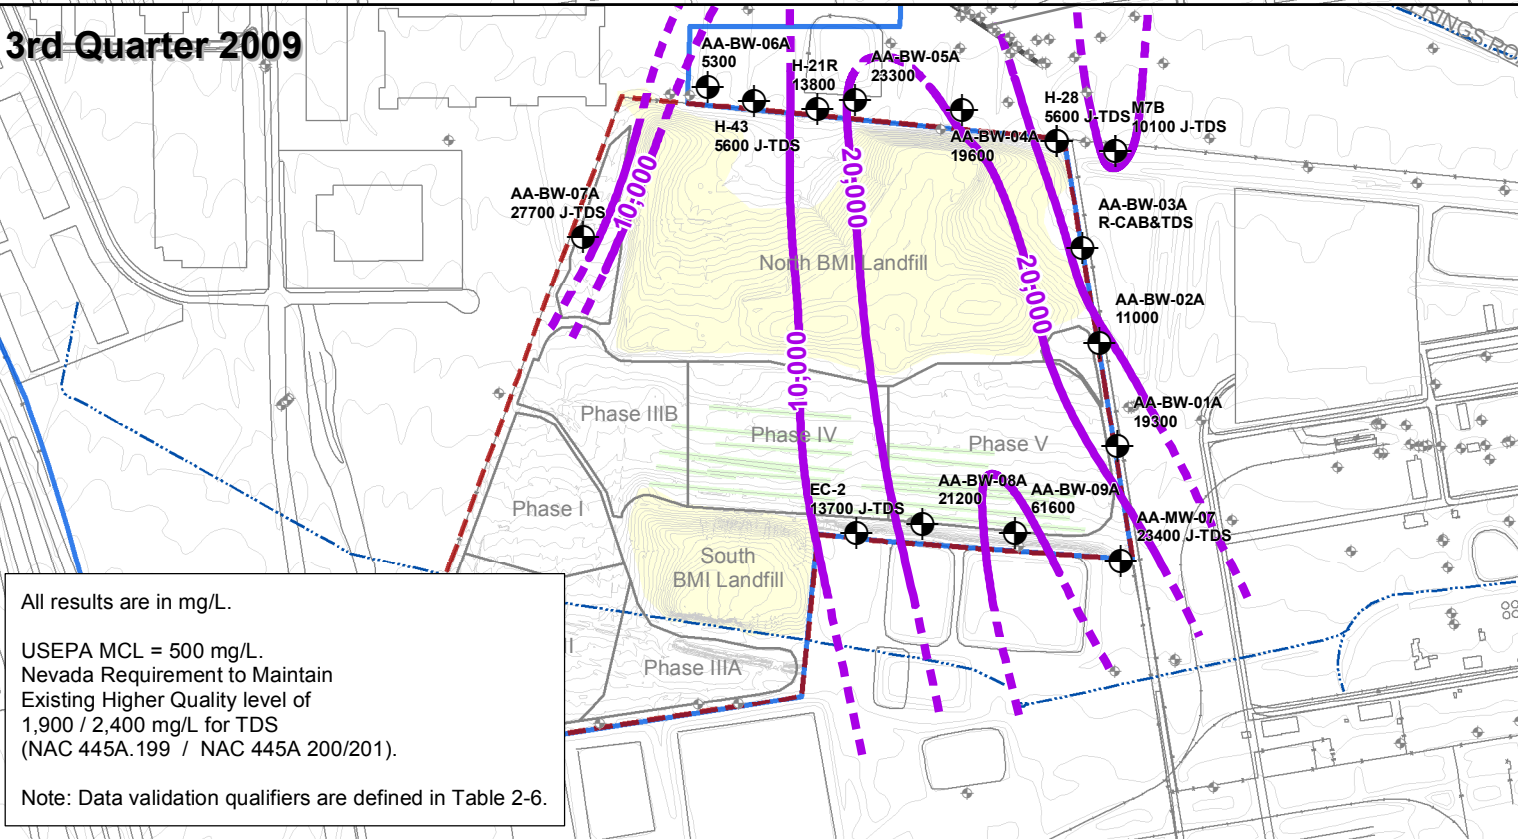 3rd Quarter 2009
AA-BW-06A
5300
H-21R
13800
AA-BW-05A
23300
H-43
5600 J-TDS
AA-BW-04A
19600
H-28
5600 J-TDS
M7B
10100 J-TDS
AA-BW-07A
27700 J-TDS
10,000
20,000
AA-BW-03A
R-CAB&TDS
North BMI Landfill
20,000
AA-BW-02A
11000
10,000
AA-BW-01A
19300
Phase IIIB
Phase IV
Phase V
EC-2
13700 J-TDS
AA-BW-08A
21200
AA-BW-09A
61600
AA-MW-07
23400 J-TDS
Phase I
South
BMI Landfill
Phase IIIA
All results are in mg/L.
USEPA MCL = 500 mg/L.
Nevada Requirement to Maintain
Existing Higher Quality level of
1,900 / 2,400 mg/L for TDS
(NAC 445A.199 / NAC 445A 200/201).
Note: Data validation qualifiers are defined in Table 2-6.